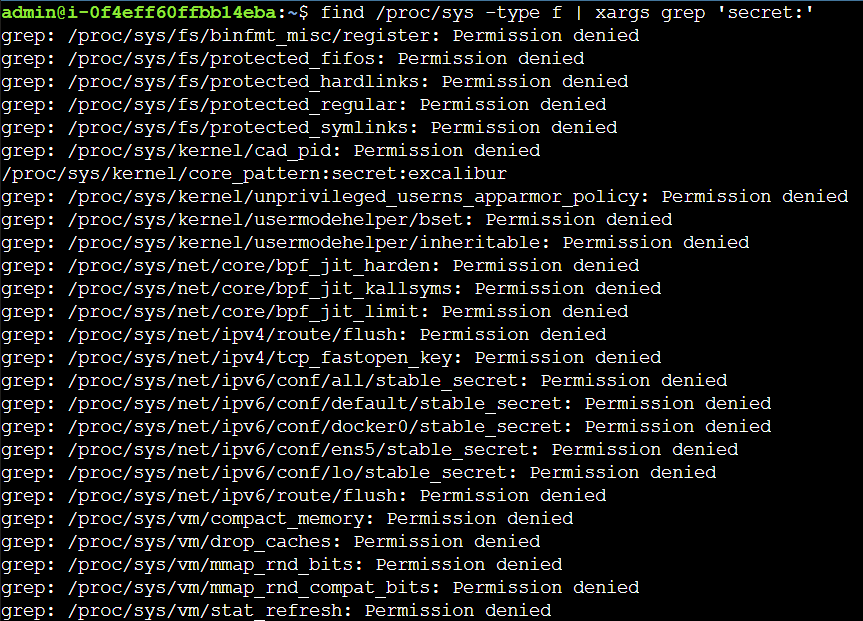 admin@i-0f4eff60ffbb14eba:~$ find /proc/sys -type f | xargs grep 'secret:'
grep: /proc/sys/fs/binfmt_misc/register: Permission denied
grep: /proc/sys/fs/protected_fifos: Permission denied
grep: /proc/sys/fs/protected_hardlinks: Permission denied
grep: /proc/sys/fs/protected_regular: Permission denied
grep: /proc/sys/fs/protected_symlinks: Permission denied
grep: /proc/sys/kernel/cad_pid: Permission denied
/proc/sys/kernel/core_pattern:secret:excalibur
grep: /proc/sys/kernel/unprivileged_userns_apparmor_policy: Permission denied
grep: /proc/sys/kernel/usermodehelper/bset: Permission denied
grep: /proc/sys/kernel/usermodehelper/inheritable: Permission denied
grep: /proc/sys/net/core/bpf_jit_harden: Permission denied
grep: /proc/sys/net/core/bpf_jit_kallsyms: Permission denied
grep: /proc/sys/net/core/bpf_jit_limit: Permission denied
grep: /proc/sys/net/ipv4/route/flush: Permission denied
grep: /proc/sys/net/ipv4/tcp_fastopen_key: Permission denied
grep: /proc/sys/net/ipv6/conf/all/stable_secret: Permission denied
grep: /proc/sys/net/ipv6/conf/default/stable_secret: Permission denied
grep: /proc/sys/net/ipv6/conf/docker0/stable_secret: Permission denied
grep: /proc/sys/net/ipv6/conf/ens5/stable_secret: Permission denied
grep: /proc/sys/net/ipv6/conf/lo/stable_secret: Permission denied
grep: /proc/sys/net/ipv6/route/flush: Permission denied
grep: /proc/sys/vm/compact_memory: Permission denied
grep: /proc/sys/vm/drop_caches: Permission denied
grep: /proc/sys/vm/mmap_rnd_bits: Permission denied
grep: /proc/sys/vm/mmap_rnd_compat_bits: Permission denied
grep: /proc/sys/vm/stat_refresh: Permission denied